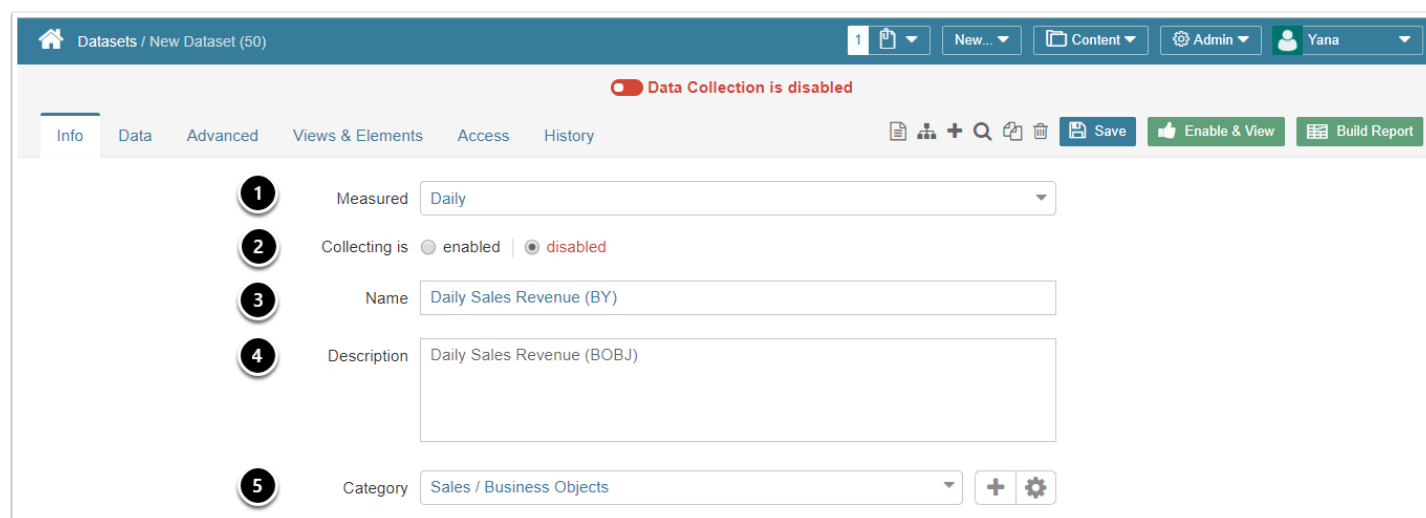 Datasets / New Dataset (50)
1
New...
Content
Admin
Yana
Data Collection is disabled
Info
Data
Advanced
Views & Elements
Access
History
Save
Enable & View
Build Report
1 Measured Daily
2 Collecting is enabled disabled
3 Name Daily Sales Revenue (BY)
4 Description Daily Sales Revenue (BOBJ)
5 Category Sales / Business Objects